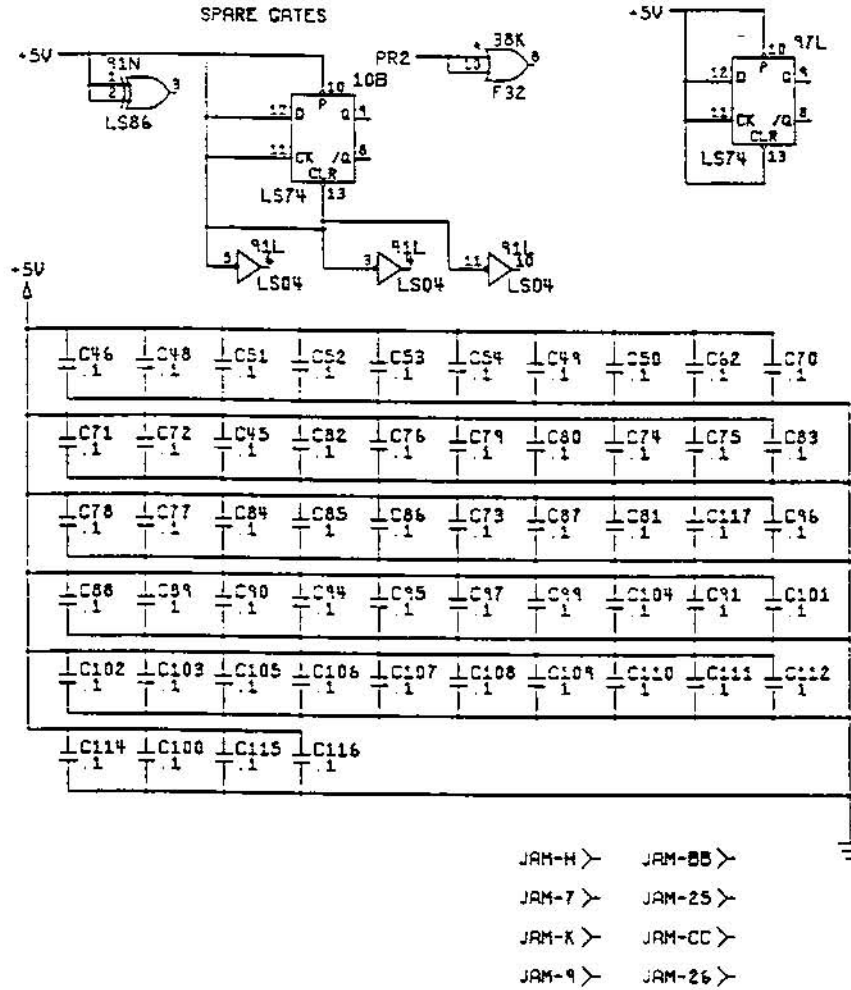 SPARE GATES
+5V
91N
1
2
3
LS86
PR2
9
10
38K
8
F32
+5V
10
97L
12
D
P
Q
9
11
CK
/Q
8
CLR
LS74
13
10
10B
12
D
P
Q
9
11
CK
/Q
8
CLR
LS74
13
5
91L
6
LS04
3
91L
4
LS04
11
91L
10
LS04
+5V
C46 C48 C51 C52 C53 C54 C49 C50 C62 C70
.1 .1 .1 .1 .1 .1 .1 .1 .1 .1
C71 C72 C45 C82 C76 C79 C80 C74 C75 C83
.1 .1 .1 .1 .1 .1 .1 .1 .1 .1
C78 C77 C84 C85 C86 C73 C87 C81 C117 C96
.1 .1 .1 .1 .1 .1 .1 .1 .1 .1
C88 C89 C90 C94 C95 C97 C99 C104 C91 C101
.1 .1 .1 .1 .1 .1 .1 .1 .1 .1
C102 C103 C105 C106 C107 C108 C109 C110 C111 C112
.1 .1 .1 .1 .1 .1 .1 .1 .1 .1
C114 C100 C115 C116
.1 .1 .1 .1
JAM-H JAM-BB
JAM-7 JAM-25
JAM-K JAM-CC
JAM-9 JAM-26